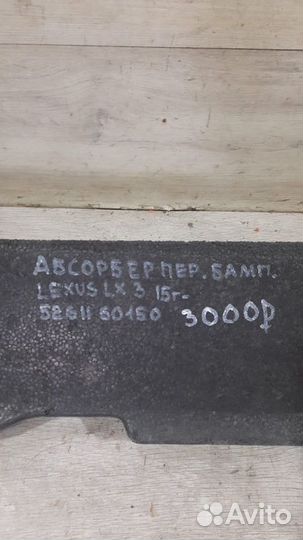 АБСОРБЕР ПЕР. БАМП.
LEXUS LX 3 15г-
52611 60150 3000₽
Avito